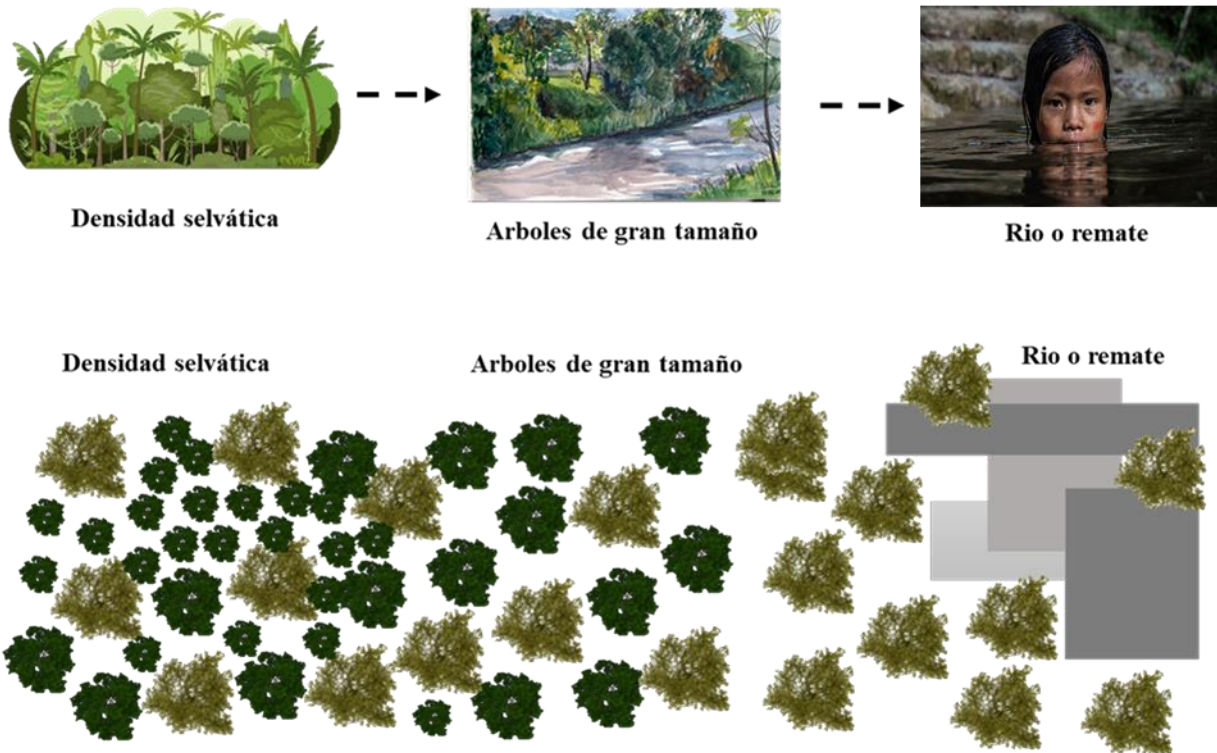 Densidad selvática
Arboles de gran tamaño
Rio o remate
Densidad selvática
Arboles de gran tamaño
Rio o remate